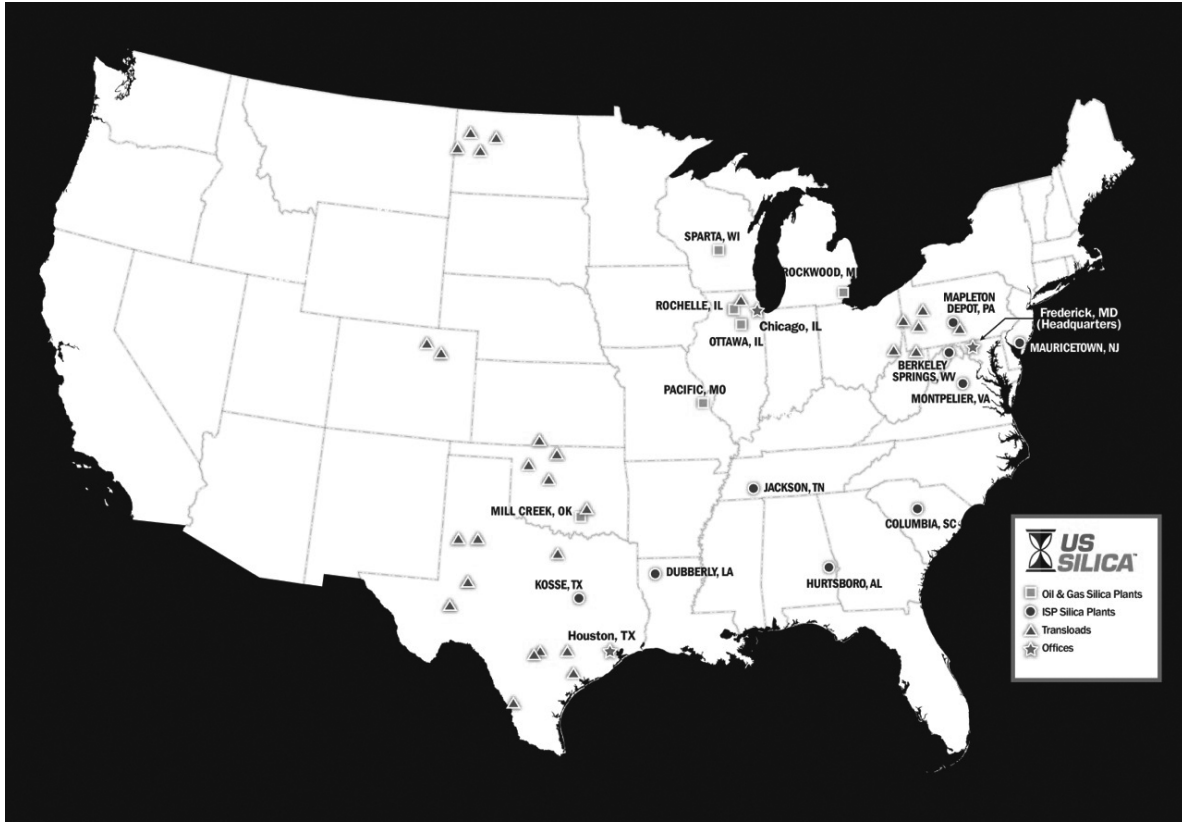 SPARTA, WI
ROCKWOOD, MI
ROCHELLE, IL
Chicago, IL
OTTAWA, IL
MAPLETON
DEPOT, PA
Frederick, MD
(Headquarters)
MAURICETOWN, NJ
BERKELEY
SPRINGS, WV
MONTPELIER, VA
PACIFIC, MO
JACKSON, TN
MILL CREEK, OK
COLUMBIA, SC
DUBBERLY, LA
HURTSBORO, AL
KOSSE, TX
Houston, TX
US
SILICA™
Oil & Gas Silica Plants
ISP Silica Plants
Transloads
Offices